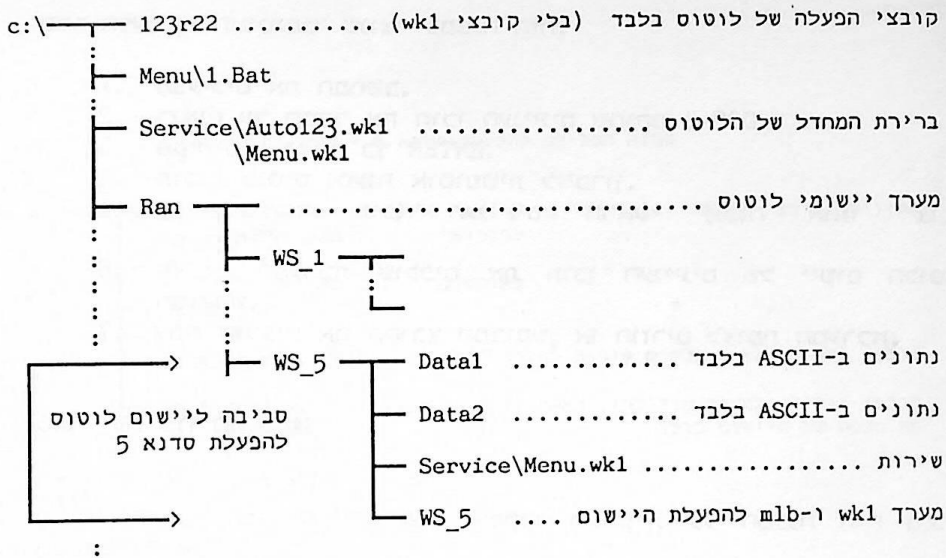 c:\ 123r22 ........... קובצי הפעלה של לוטוס בלבד (בלי קובצי wk1)
Menu\1.Bat
Service\Auto123.wk1 ................ ברירת המחדל של הלוטוס
\Menu.wk1
Ran ........................... מערך יישומי לוטוס
WS_1
WS_5 Data1 ............. נתונים ב-ASCII בלבד
סביבה ליישום לוטוס
Data2 ............. נתונים ב-ASCII בלבד
להפעלת סדנא 5
Service\Menu.wk1 ................ שירות
WS_5 .... מערך wk1 ו-mlb להפעלת היישום